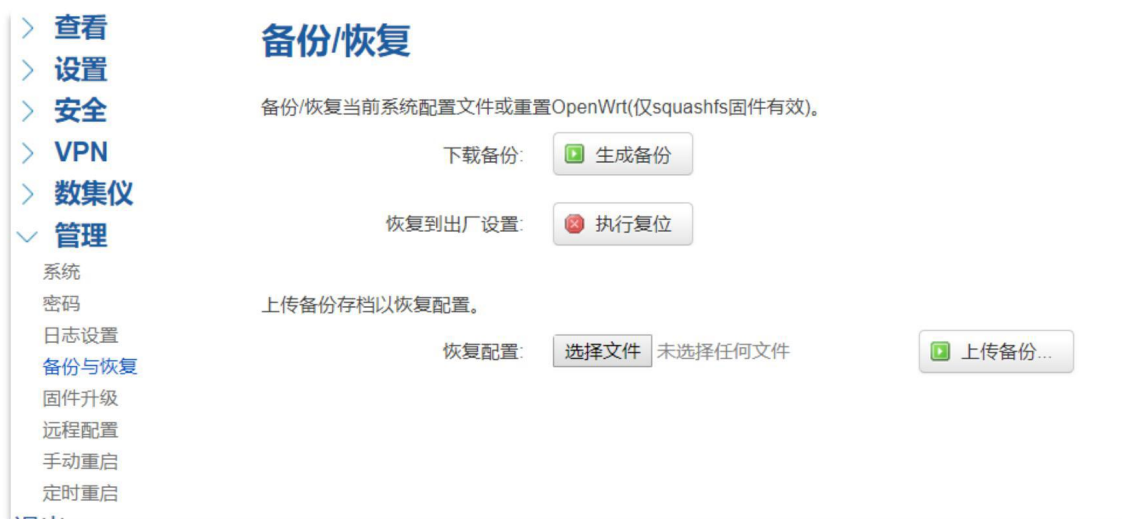 查看
设置
安全
VPN
数集仪
管理
系统
密码
日志设置
备份与恢复
固件升级
远程配置
手动重启
定时重启
备份/恢复
备份/恢复当前系统配置文件或重置OpenWrt(仅squashfs固件有效)。
下载备份: 生成备份
恢复到出厂设置: 执行复位
上传备份存档以恢复配置。
恢复配置: 选择文件 未选择任何文件 上传备份...